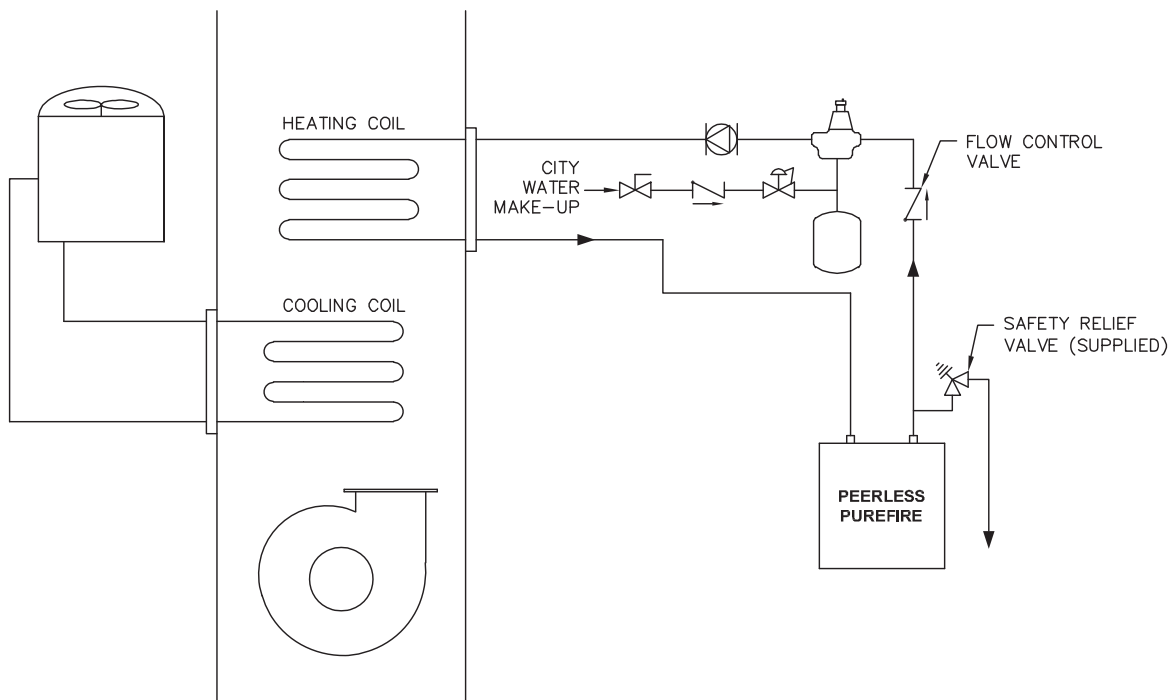 HEATING COIL
CITY
WATER
MAKE-UP
FLOW CONTROL
VALVE
COOLING COIL
SAFETY RELIEF
VALVE (SUPPLIED)
PEERLESS
PUREFIRE